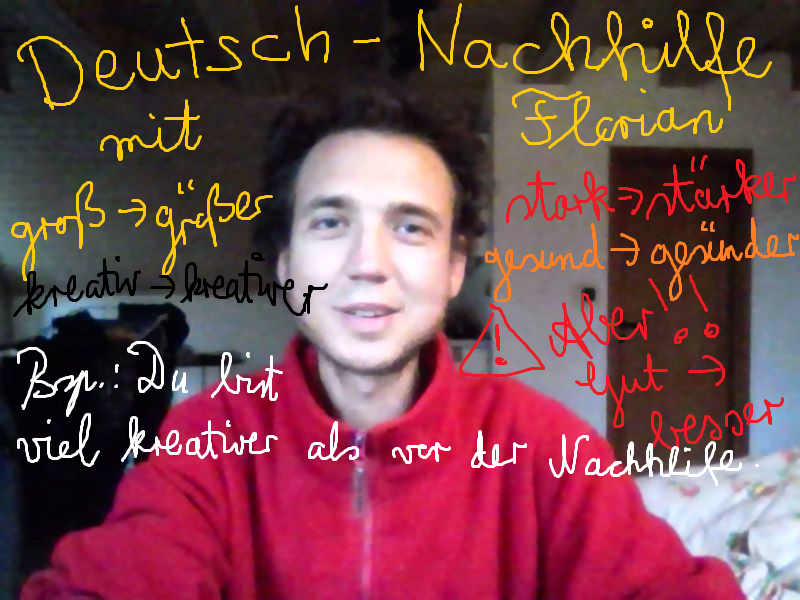 Deutsch - Nachhilfe
mit Florian
groß → größer
kreativ → kreativer
stark → stärker
gesund → gesünder
! Aber!!
gut →
besser
Bsp.: Du bist
viel kreativer als vor der Nachhilfe.